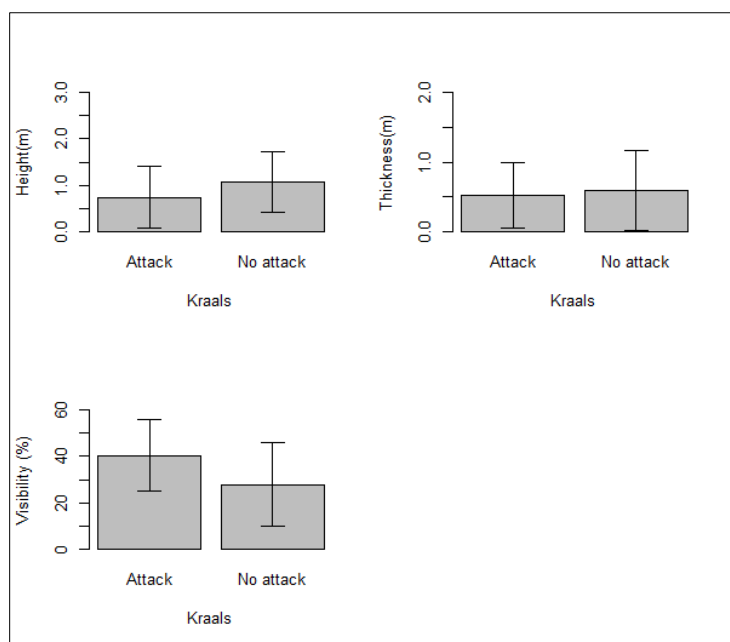 Height(m)
3.0
2.0
1.0
0.0
Attack No attack
Kraals
Thickness(m)
2.0
1.0
0.0
Attack No attack
Kraals
Visibility (%)
60
40
20
0
Attack No attack
Kraals